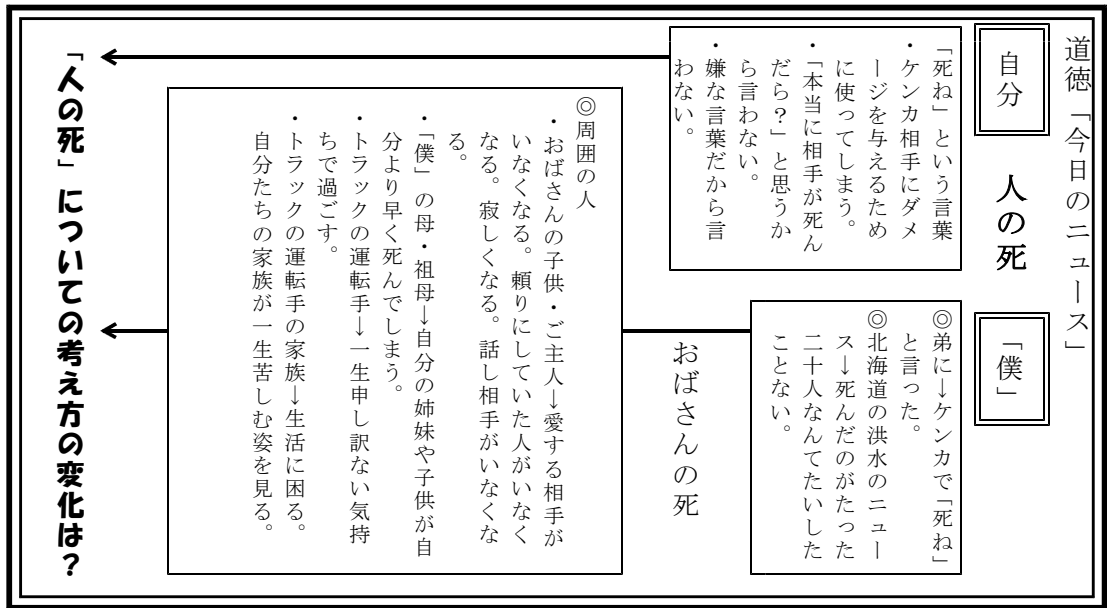 道徳「今日のニュース」
人の死
自分
「死ね」という言葉
・ケンカ相手にダメ
ージを与えるため
に使ってしまう。
・「本当に相手が死ん
だら？」と思うか
ら言わない。
・嫌な言葉だから言
わない。
「僕」
◎弟に→ケンカで「死ね」
と言った。
◎北海道の洪水のニュー
ス→死んだのがたった
二十人なんてたいした
ことない。
おばさんの死
◎周囲の人
・おばさんの子供・ご主人→愛する相手が
いなくなる。頼りにしていた人がいなく
なる。寂しくなる。話し相手がいなくな
る。
・「僕」の母・祖母→自分の姉妹や子供が自
分より早く死んでしまう。
・トラックの運転手→一生申し訳ない気持
ちで過ごす。
・トラックの運転手の家族→生活に困る。
自分たちの家族が一生苦しむ姿を見る。
「人の死」についての考え方の変化は？